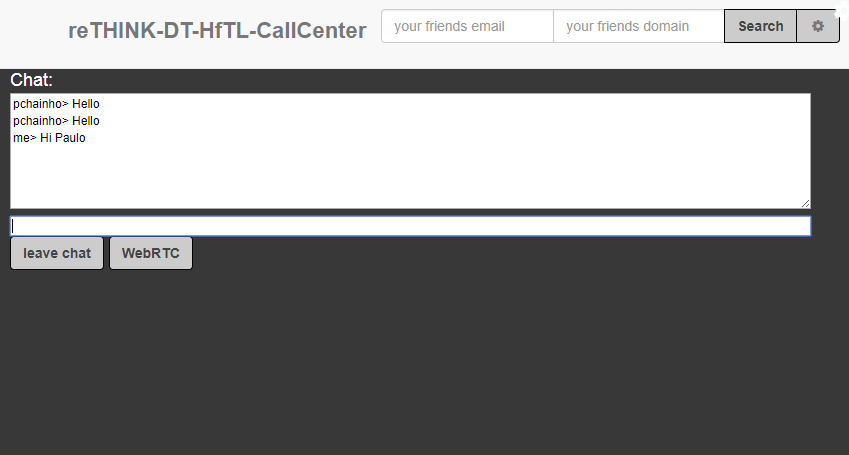 reTHINK-DT-HfTL-CallCenter your friends email your friends domain Search
Chat:
pchainho> Hello
pchainho> Hello
me> Hi Paulo
leave chat WebRTC